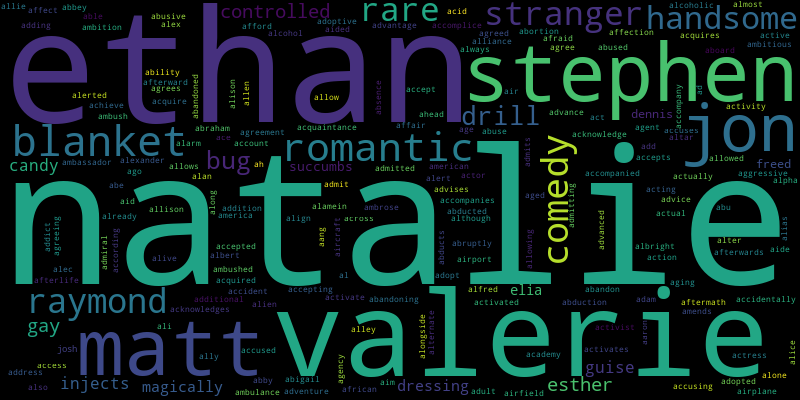 allie affect abbey
able abusive
ambition alex
adding
ethan
controlled
adoptive
afford
alcohol aided
rare acid
advantage accomplice
agreed
alliance
stranger
abortion
affection
afraid
agree abused
always
alcoholic almost
handsome
acquires active
ambitious
aboard
alerted
ability
afterward
agrees
achieve acquire
ambush
abandoned
alison
allen
allow
absence
accept
ahead
stephen
air
ad
accompany
activity
blanket
abraham
ace agreement
alarm account
acquaintance
affair
age abuse
drill
advance act
acknowledge
dennis
agent accuses
altar
add
accepts allowed
jon
candy
ambassador alexander
ago
allows
alan
bug
ah
romantic
succumbs
admit
admitted american
alert actor
advises
admits
aged
comedy
admitting
accompanied
acting
advice
actual
actually
freed
aggressive
alpha
abu
alias
natalie
abe
aid allison
already
along
addition
america
align
alamein
across
ambrose
accompanies
abducted
although
addict
agreeing
admiral
according
alive
accepted
albert
ambushed
acquired
aang
aircraft
abducts
abruptly
airport
allowing
advanced
albright
action
alter
afterwards
aide
afterlife
alec
accident
accepting
al
adopt
aging
raymond
additional
acknowledges
alien
activate
abandoning
alfred
activated
elia
abduction
abandon
adam
aftermath
amends
accidentally
gay
ali
josh
access
address
also
matt
ally
accused
alley
agency
alongside
alternate
valerie
academy
activates
activist
aaron
actress
alice
alone
injects
magically
ambulance
abby
abigail
adventure
african
aim
dressing
adult
airfield
esther
guise
accusing
adopted
airplane